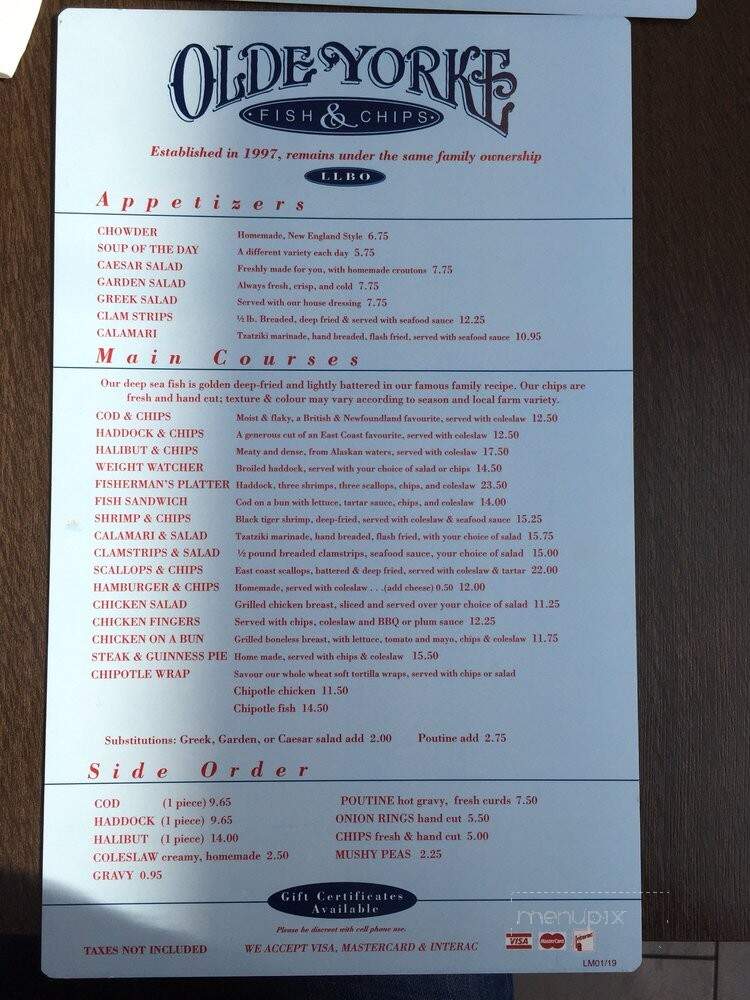 OLDE YORKE
FISH & CHIPS
Established in 1997, remains under the same family ownership
LLBO
Appetizers
CHOWDER Homemade, New England Style 6.75
SOUP OF THE DAY A different variety each day 5.75
CAESAR SALAD Freshly made for you, with homemade croutons 7.75
GARDEN SALAD Always fresh, crisp, and cold 7.75
GREEK SALAD Served with our house dressing 7.75
CLAM STRIPS ½ lb. Breaded, deep fried & served with seafood sauce 12.25
CALAMARI Tzatziki marinade, hand breaded, flash fried, served with seafood sauce 10.95
Main Courses
Our deep sea fish is golden deep-fried and lightly battered in our famous family recipe. Our chips are
fresh and hand cut; texture & colour may vary according to season and local farm variety.
COD & CHIPS Moist & flaky, a British & Newfoundland favourite, served with coleslaw 12.50
HADDOCK & CHIPS A generous cut of an East Coast favourite, served with coleslaw 12.50
HALIBUT & CHIPS Meaty and dense, from Alaskan waters, served with coleslaw 17.50
WEIGHT WATCHER Broiled haddock, served with your choice of salad or chips 14.50
FISHERMAN'S PLATTER Haddock, three shrimps, three scallops, chips, and coleslaw 23.50
FISH SANDWICH Cod on a bun with lettuce, tartar sauce, chips, and coleslaw 14.00
SHRIMP & CHIPS Black tiger shrimp, deep-fried, served with coleslaw & seafood sauce 15.25
CALAMARI & SALAD Tzatziki marinade, hand breaded, flash fried, with your choice of salad 15.75
CLAMSTRIPS & SALAD ½ pound breaded clamstrips, seafood sauce, your choice of salad 15.00
SCALLOPS & CHIPS East coast scallops, battered & deep fried, served with coleslaw & tartar 22.00
HAMBURGER & CHIPS Homemade, served with coleslaw . . .(add cheese) 0.50 12.00
CHICKEN SALAD Grilled chicken breast, sliced and served over your choice of salad 11.25
CHICKEN FINGERS Served with chips, coleslaw and BBQ or plum sauce 12.25
CHICKEN ON A BUN Grilled boneless breast, with lettuce, tomato and mayo, chips & coleslaw 11.75
STEAK & GUINNESS PIE Home made, served with chips & coleslaw 15.50
CHIPOTLE WRAP Savour our whole wheat soft tortilla wraps, served with chips or salad
Chipotle chicken 11.50
Chipotle fish 14.50
Substitutions: Greek, Garden, or Caesar salad add 2.00 Poutine add 2.75
Side Order
COD (1 piece) 9.65 POUTINE hot gravy, fresh curds 7.50
HADDOCK (1 piece) 9.65 ONION RINGS hand cut 5.50
HALIBUT (1 piece) 14.00 CHIPS fresh & hand cut 5.00
COLESLAW creamy, homemade 2.50 MUSHY PEAS 2.25
GRAVY 0.95
Gift Certificates
Available
Please be discreet with cell phone use.
TAXES NOT INCLUDED WE ACCEPT VISA, MASTERCARD & INTERAC VISA MasterCard Interac
LM01/19
menupix